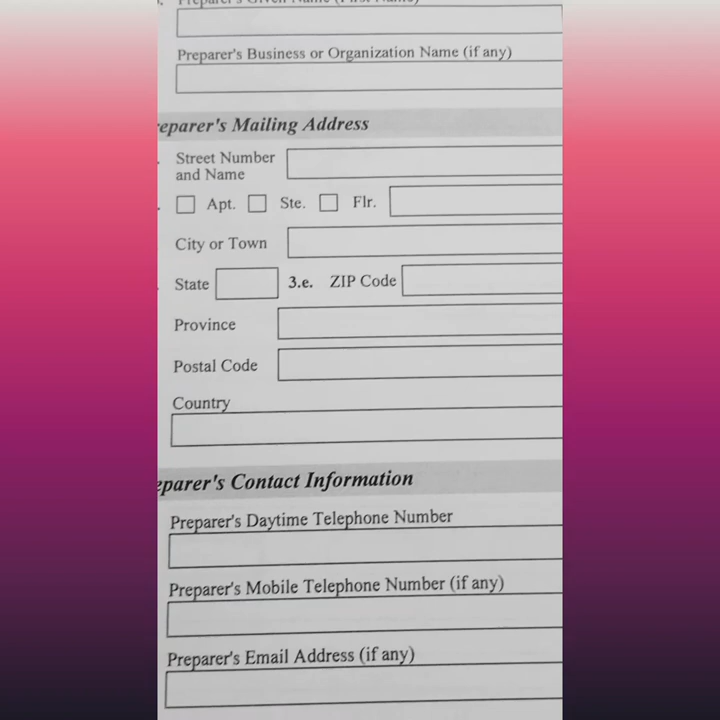 Preparer's Given Name (First Name)
Preparer's Business or Organization Name (if any)
eparer's Mailing Address
Street Number
and Name
Apt. Ste. Flr.
City or Town
State 3.e. ZIP Code
Province
Postal Code
Country
eparer's Contact Information
Preparer's Daytime Telephone Number
Preparer's Mobile Telephone Number (if any)
Preparer's Email Address (if any)